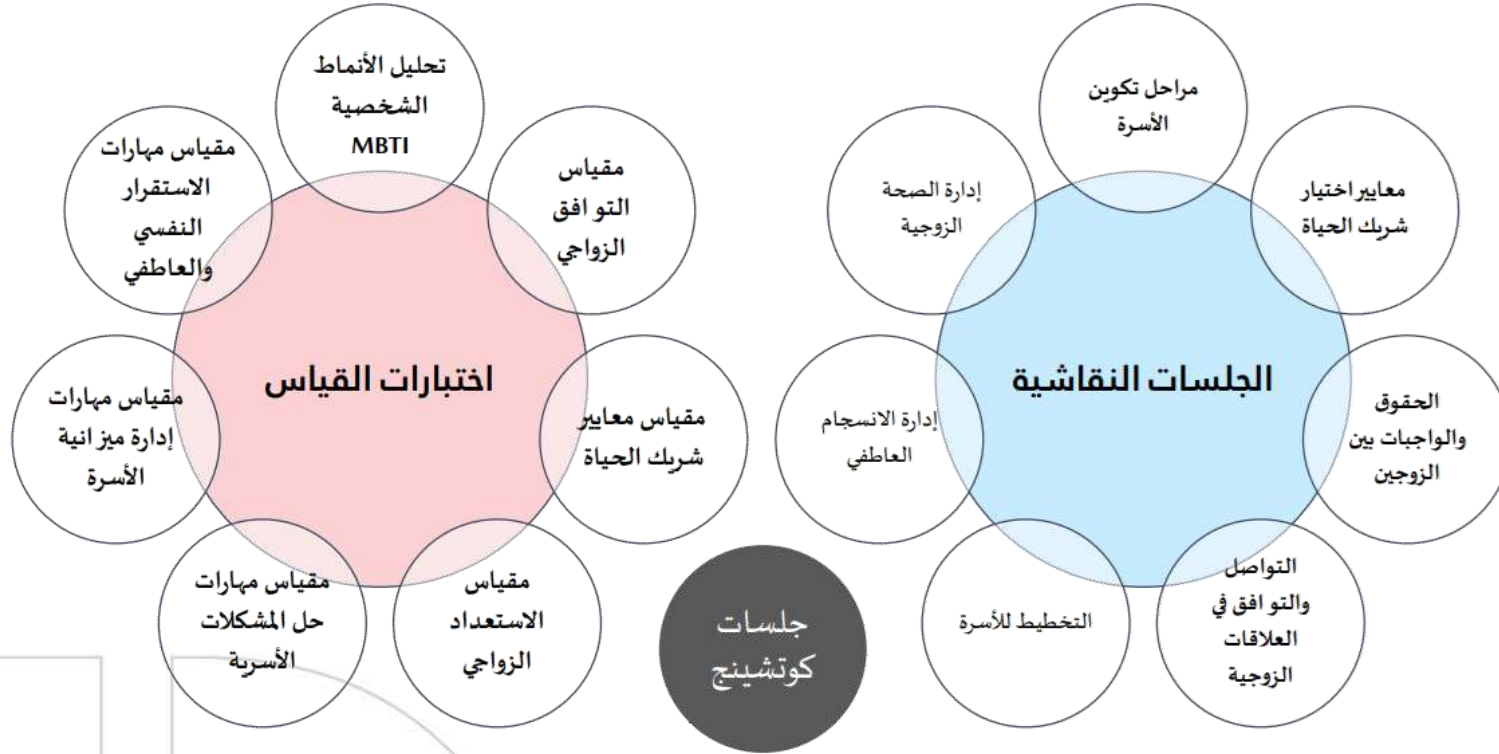 الجلسات النقاشية
مراحل تكوين
الأسرة
معايير اختيار
شريك الحياة
الحقوق
والواجبات بين
الزوجين
التواصل
والتوافق في
العلاقات
الزوجية
التخطيط للأسرة
إدارة الانسجام
العاطفي
إدارة الصحة
الزوجية
جلسات
كوتشينج
اختبارات القياس
تحليل الأنماط
الشخصية
MBTI
مقياس
التوافق
الزواجي
مقياس معايير
شريك الحياة
مقياس
الاستعداد
الزواجي
مقياس مهارات
حل المشكلات
الأسرية
مقياس مهارات
إدارة ميزانية
الأسرة
مقياس مهارات
الاستقرار
النفسي
والعاطفي